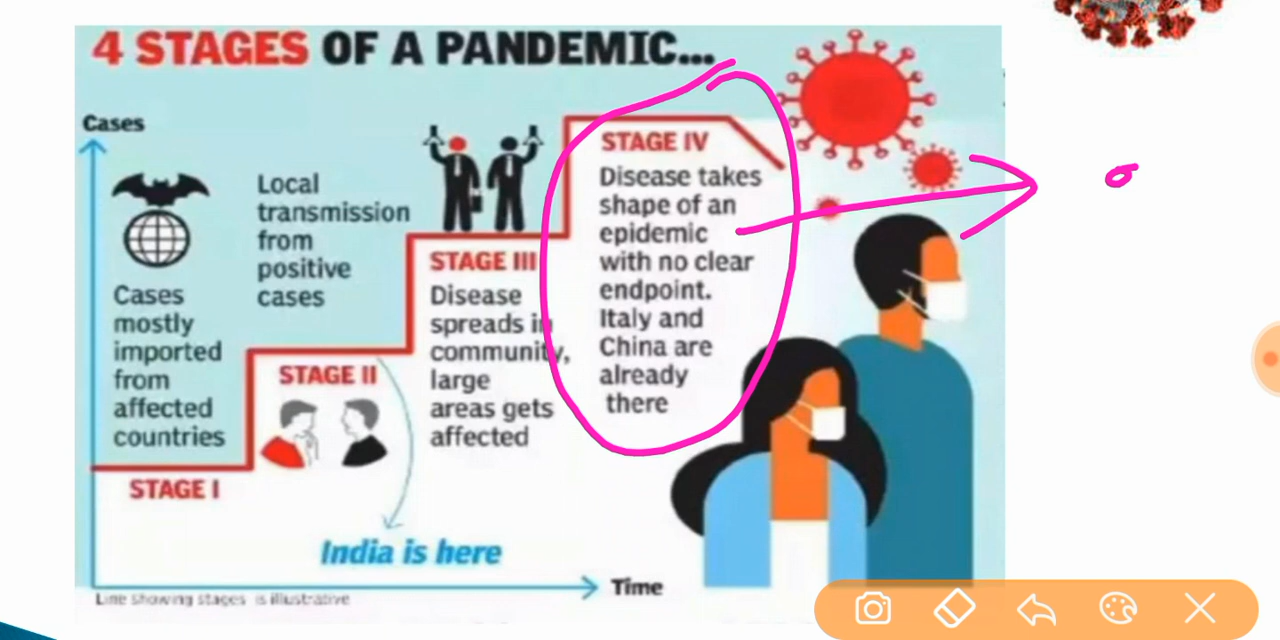 4 STAGES OF A PANDEMIC...
Cases
Cases
mostly
imported
from
affected
countries
STAGE I
Local
transmission
from
positive
cases
STAGE II
India is here
STAGE III
Disease
spreads in
community,
large
areas gets
affected
STAGE IV
Disease takes
shape of an
epidemic
with no clear
endpoint.
Italy and
China are
already
there
Time
Line showing stages is illustrative